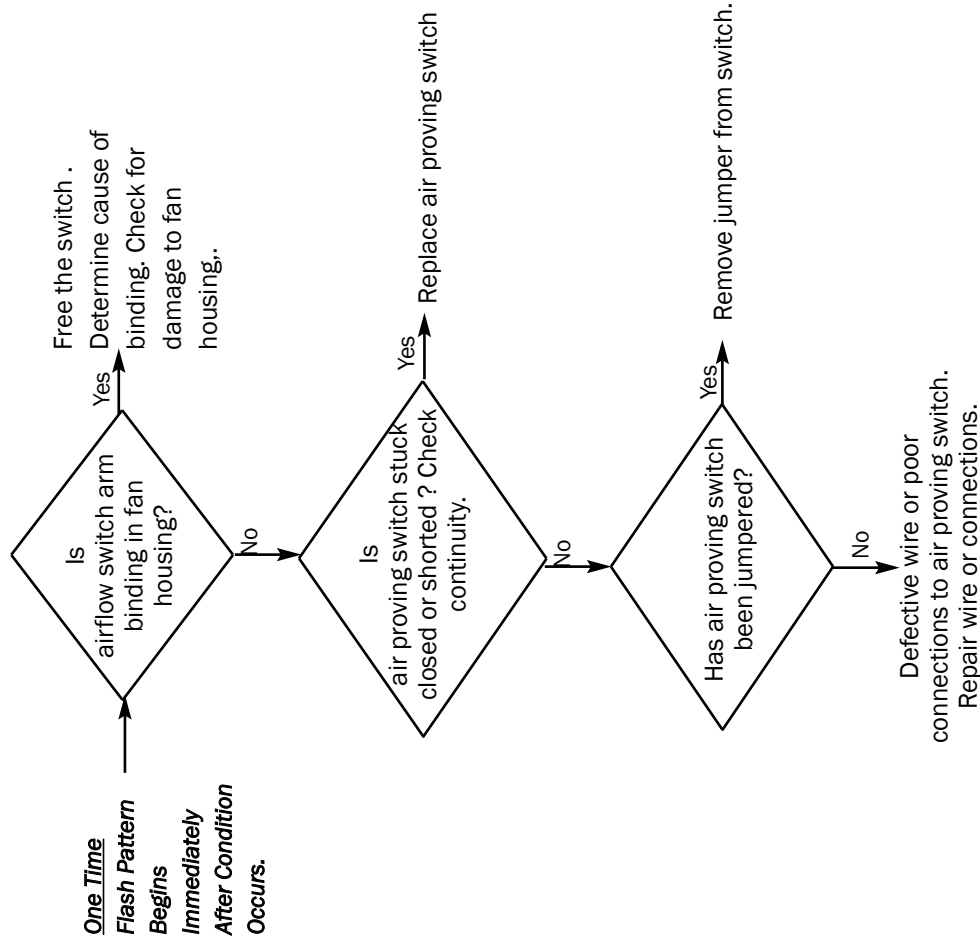 One Time
Flash Pattern
Begins
Immediately
After Condition
Occurs.
Is
airflow switch arm
binding in fan
housing?
Yes
Free the switch .
Determine cause of
binding. Check for
damage to fan
housing,.
No
Is
air proving switch stuck
closed or shorted ? Check
continuity.
Yes
Replace air proving switch
No
Has air proving switch
been jumpered?
Yes
Remove jumper from switch.
No
Defective wire or poor
connections to air proving switch.
Repair wire or connections.